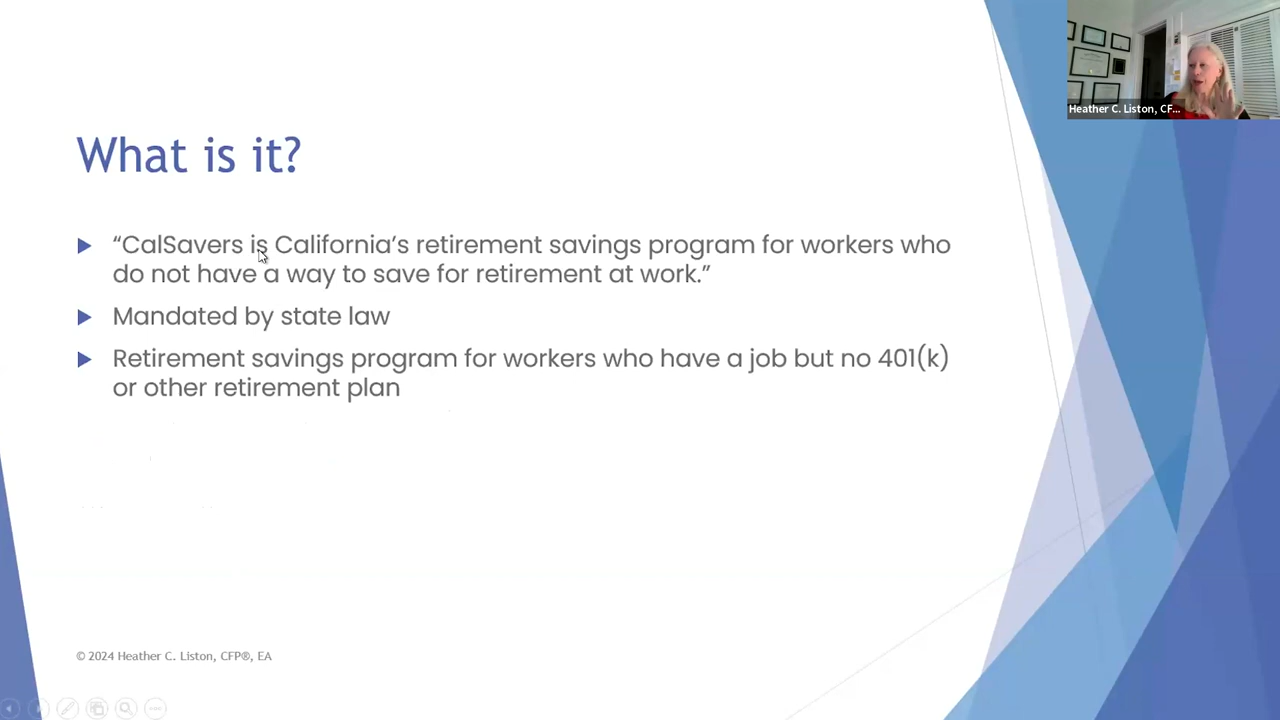 Heather C. Liston, CF...
What is it?
“CalSavers is California’s retirement savings program for workers who
do not have a way to save for retirement at work.”
Mandated by state law
Retirement savings program for workers who have a job but no 401(k)
or other retirement plan
© 2024 Heather C. Liston, CFP®, EA